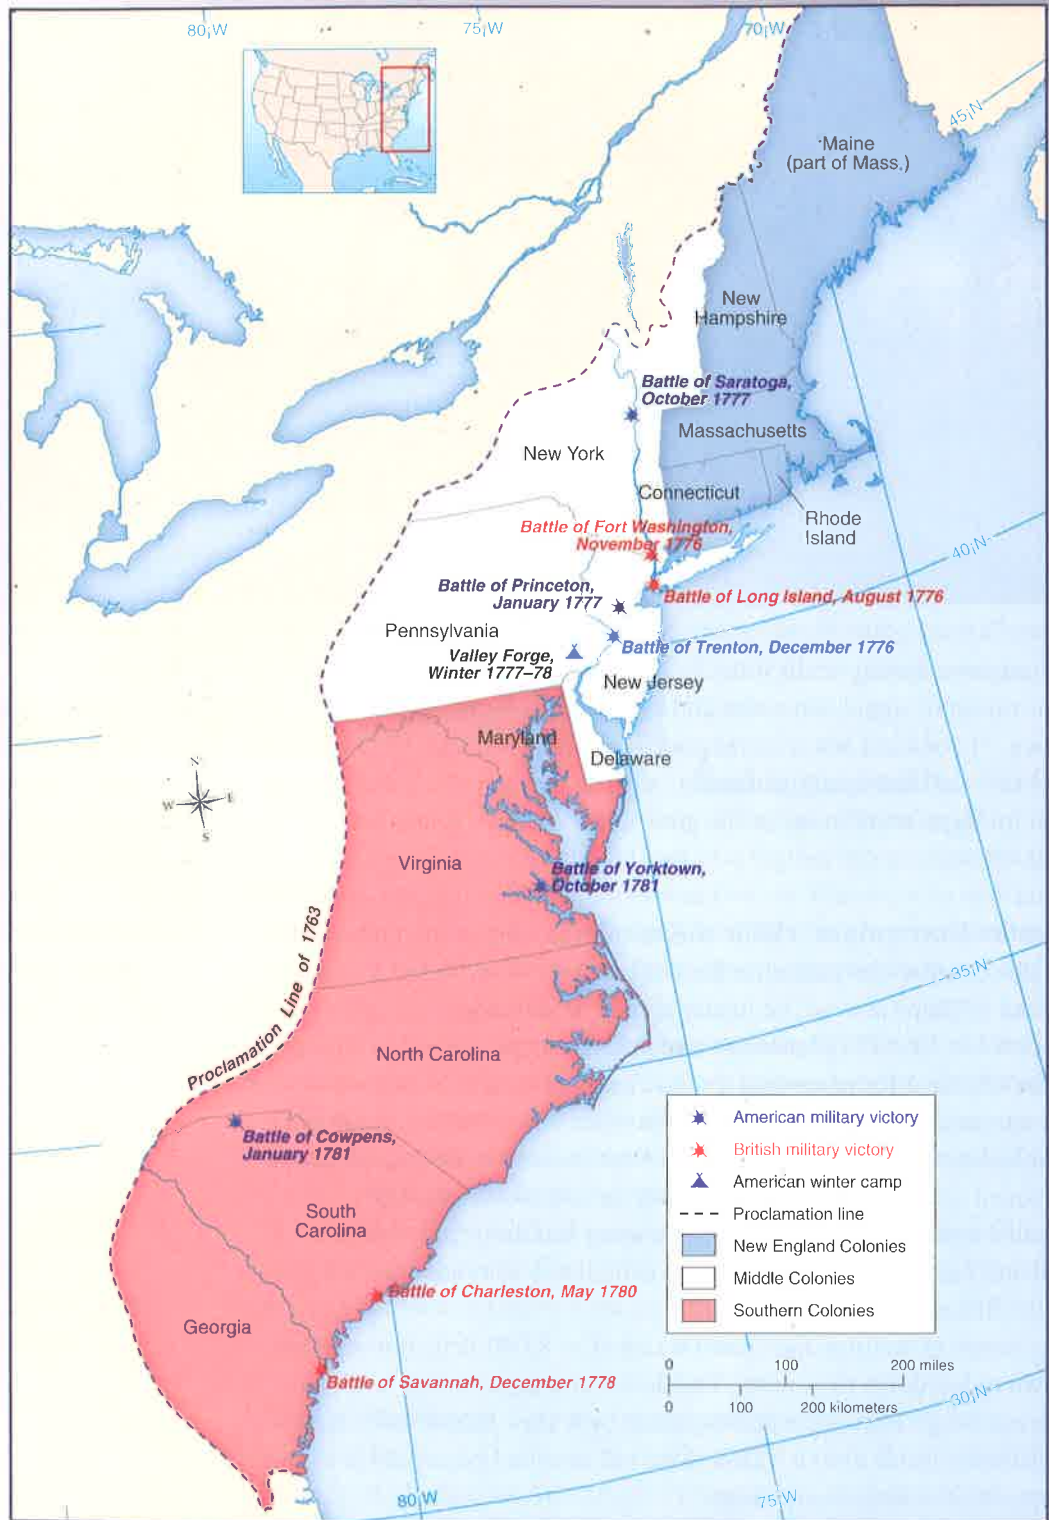 80¡W
75¡W
70¡W
45¡N
Maine
(part of Mass.)
New
Hampshire
Battle of Saratoga,
October 1777
Massachusetts
New York
Connecticut
Rhode
Island
Battle of Fort Washington,
November 1776
40¡N
Battle of Princeton,
January 1777
Battle of Long Island, August 1776
Pennsylvania
Battle of Trenton, December 1776
Valley Forge,
Winter 1777–78
New Jersey
Maryland
Delaware
N
W
E
S
Virginia
Battle of Yorktown,
October 1781
Proclamation Line of 1763
35¡N
North Carolina
Battle of Cowpens,
January 1781
South
Carolina
Battle of Charleston, May 1780
Georgia
Battle of Savannah, December 1778
American military victory
British military victory
American winter camp
Proclamation line
New England Colonies
Middle Colonies
Southern Colonies
0 100 200 miles
0 100 200 kilometers
30¡N
80¡W
75¡W